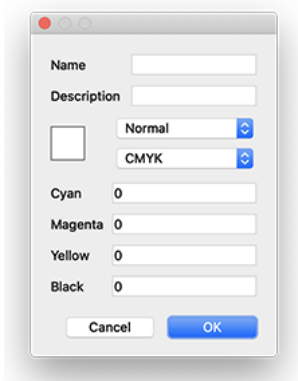 Name
Description
Normal
CMYK
Cyan 0
Magenta 0
Yellow 0
Black 0
Cancel OK